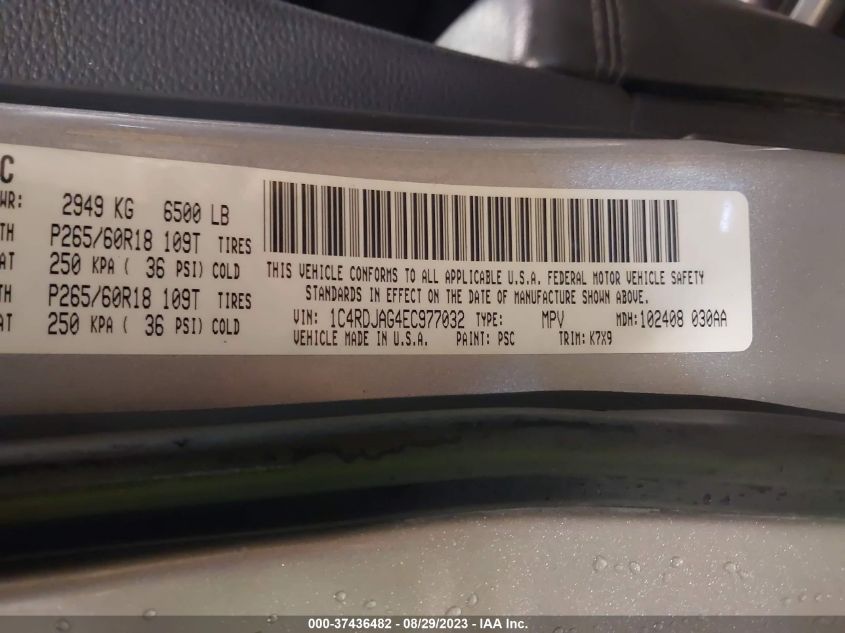 C
WR: 2949 KG 6500 LB
TH P265/60R18 109T TIRES
AT 250 KPA ( 36 PSI) COLD
TH P265/60R18 109T TIRES
AT 250 KPA ( 36 PSI) COLD
THIS VEHICLE CONFORMS TO ALL APPLICABLE U.S.A. FEDERAL MOTOR VEHICLE SAFETY
STANDARDS IN EFFECT ON THE DATE OF MANUFACTURE SHOWN ABOVE.
VIN: 1C4RDJAG4EC977032 TYPE: MPV MDH: 102408 030AA
VEHICLE MADE IN U.S.A. PAINT: PSC TRIM: K7X9
000-37436482 - 08/29/2023 - IAA Inc.